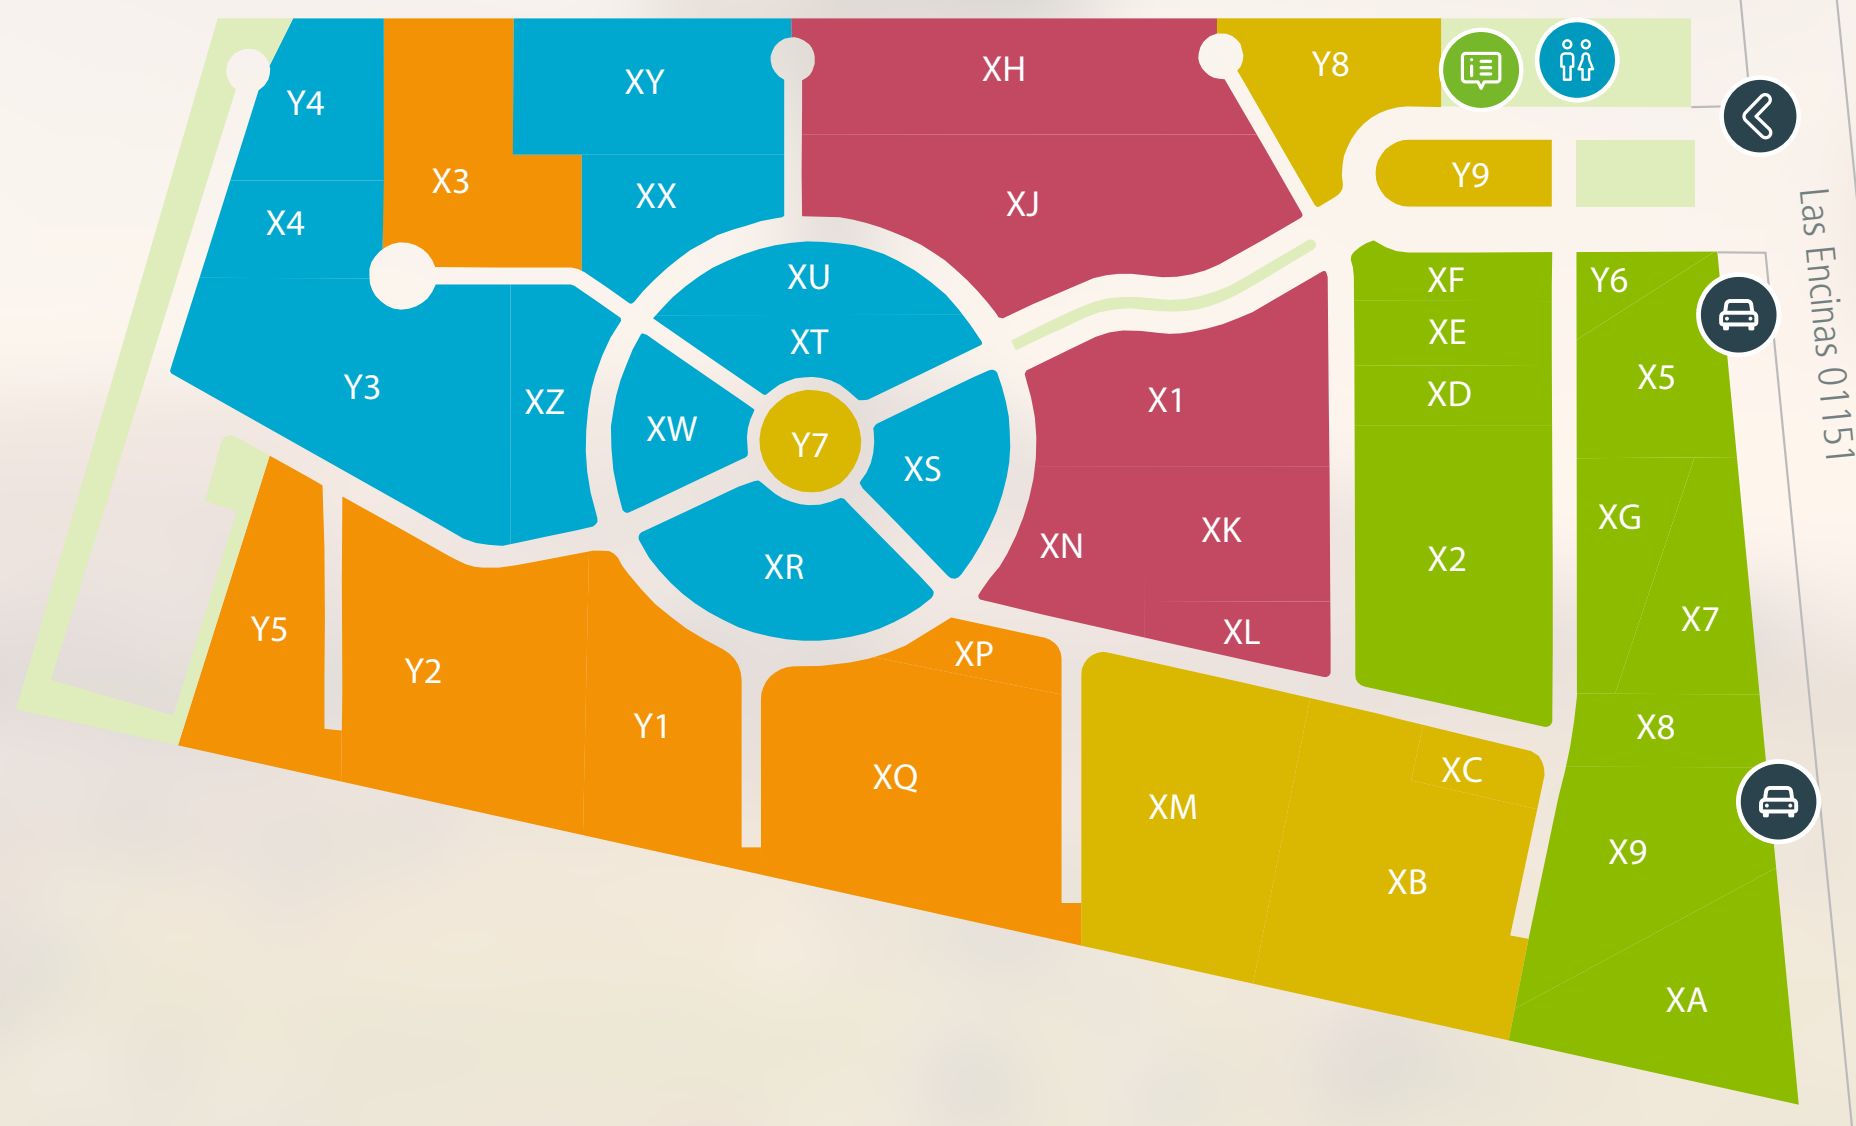 XH
Y8
XY
Y4
X3
Y9
XX
XJ
X4
XU
XF
Y6
XE
XT
X5
Y3
XD
XZ
X1
XW
Y7
XS
XG
XK
XN
X2
XR
X7
Y5
XL
XP
Y2
Y1
X8
XC
XQ
XM
X9
XB
XA
Las Encinas 01151